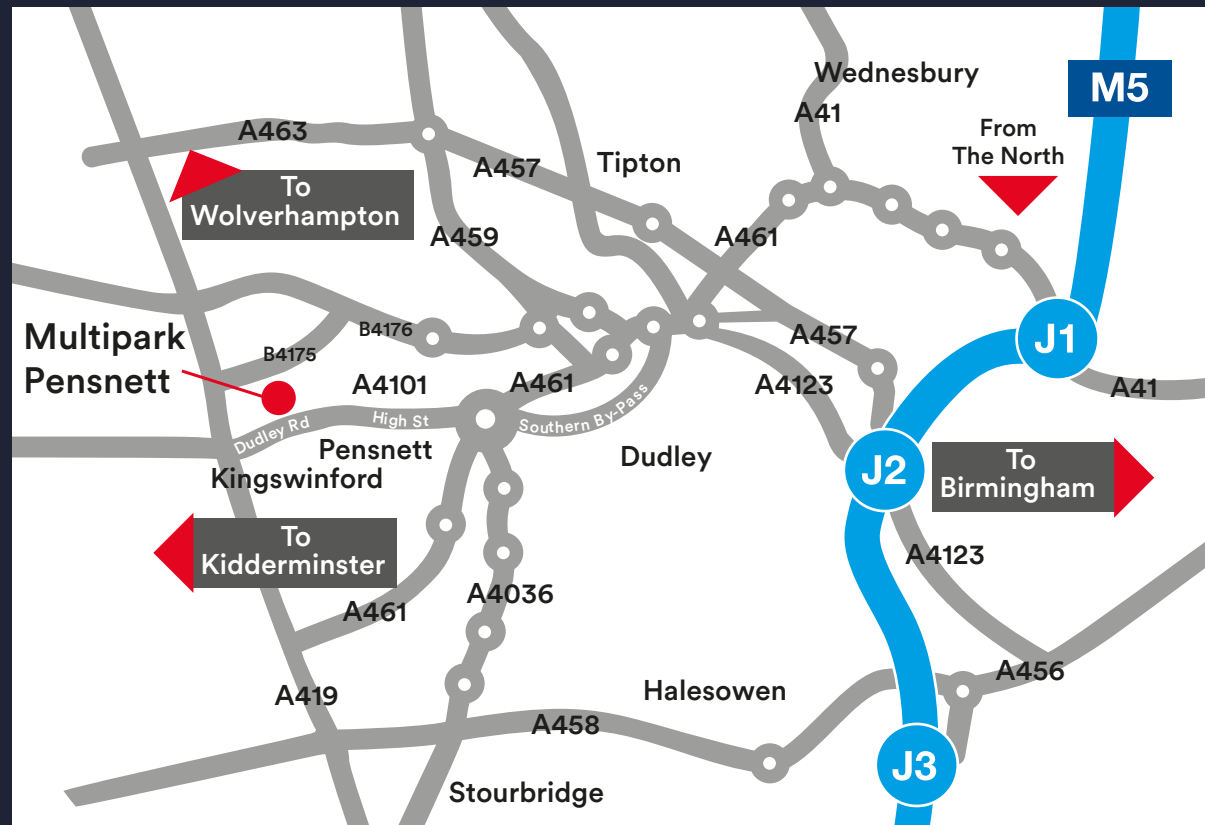 Wednesbury
M5
A41
From
The North
A463
A457
Tipton
To
Wolverhampton
A459
A461
Multipark
Pensnett
B4176
B4175
A457
A4101
A461
A4123
A41
Dudley Rd
High St
Southern By-Pass
J1
Pensnett
Kingswinford
Dudley
J2
To
Birmingham
To
Kidderminster
A4123
A461
A4036
A419
Halesowen
A456
A458
J3
Stourbridge